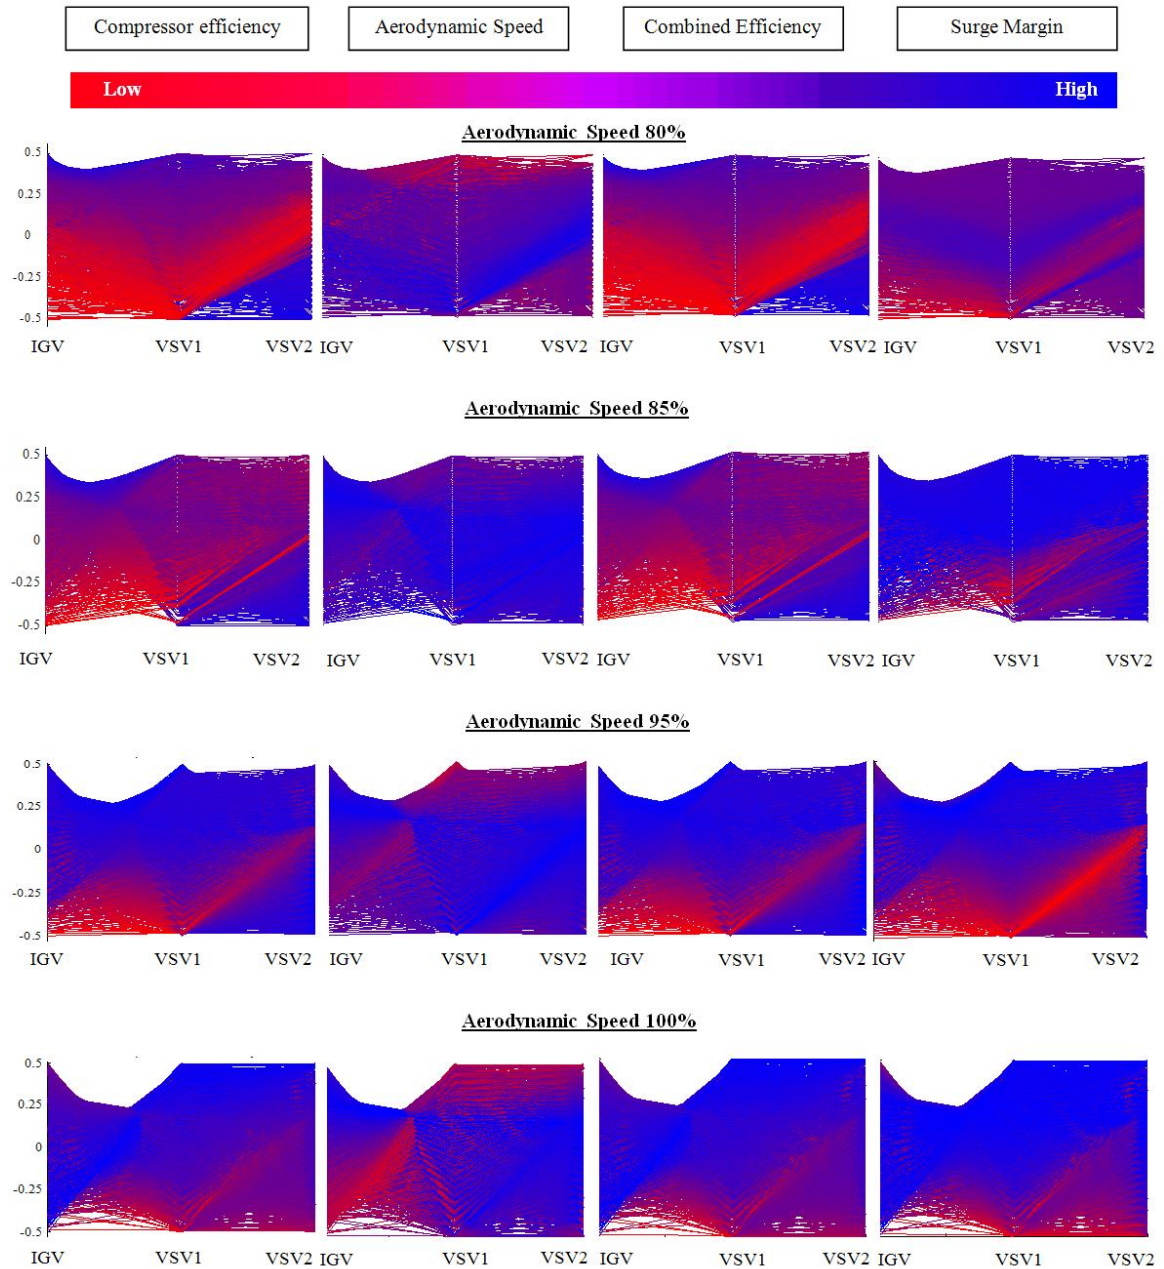 Compressor efficiency Aerodynamic Speed Combined Efficiency Surge Margin
Low High
Aerodynamic Speed 80%
0.5
0.25
0
-0.25
-0.5
IGV VSV1 VSV2 IGV VSV1 VSV2 IGV VSV1 VSV2 IGV VSV1 VSV2
Aerodynamic Speed 85%
0.5
0.25
0
-0.25
-0.5
IGV VSV1 VSV2 IGV VSV1 VSV2 IGV VSV1 VSV2 IGV VSV1 VSV2
Aerodynamic Speed 95%
0.5
0.25
0
-0.25
-0.5
IGV VSV1 VSV2 IGV VSV1 VSV2 IGV VSV1 VSV2 IGV VSV1 VSV2
Aerodynamic Speed 100%
0.5
0.25
0
-0.25
-0.5
IGV VSV1 VSV2 IGV VSV1 VSV2 IGV VSV1 VSV2 IGV VSV1 VSV2